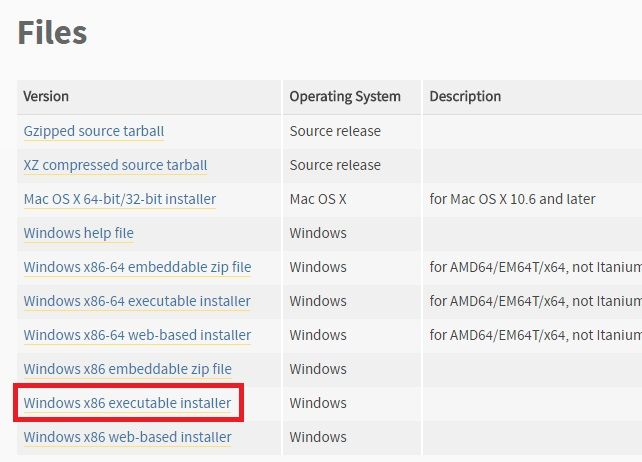 Files
Version Operating System Description
Gzipped source tarball Source release
XZ compressed source tarball Source release
Mac OS X 64-bit/32-bit installer Mac OS X for Mac OS X 10.6 and later
Windows help file Windows
Windows x86-64 embeddable zip file Windows for AMD64/EM64T/x64, not Itanium
Windows x86-64 executable installer Windows for AMD64/EM64T/x64, not Itanium
Windows x86-64 web-based installer Windows for AMD64/EM64T/x64, not Itanium
Windows x86 embeddable zip file Windows
Windows x86 executable installer Windows
Windows x86 web-based installer Windows